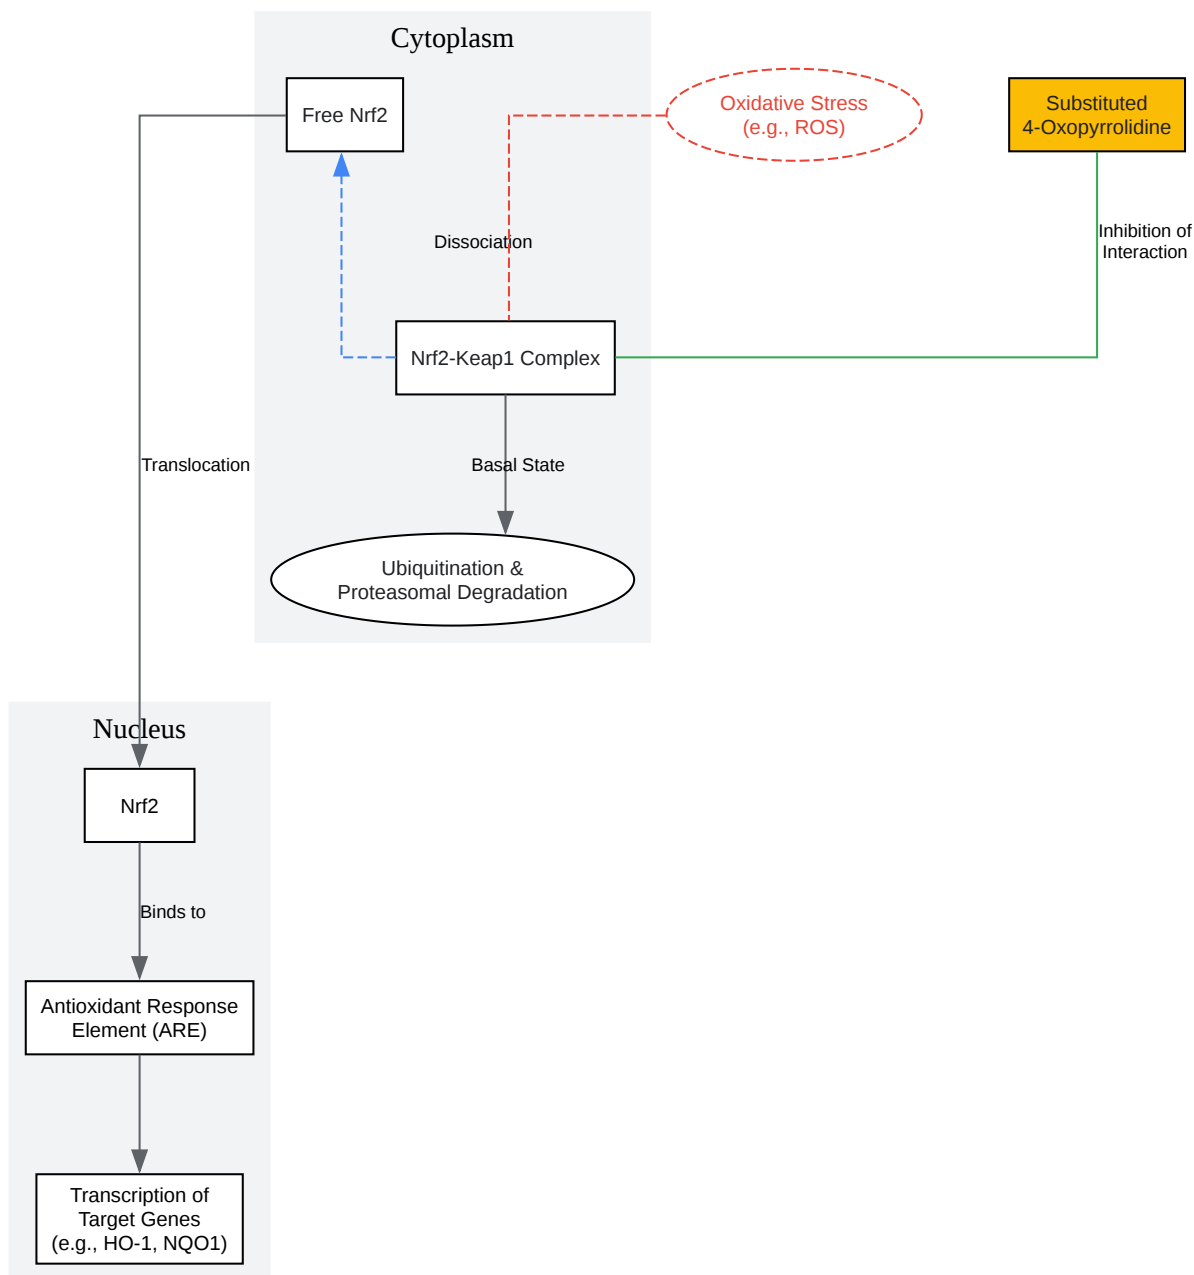 Cytoplasm
Free Nrf2
Oxidative Stress
(e.g., ROS)
Substituted
4-Oxopyrrolidine
Dissociation
Inhibition of
Interaction
Nrf2-Keap1 Complex
Translocation
Basal State
Ubiquitination &
Proteasomal Degradation
Nucleus
Nrf2
Binds to
Antioxidant Response
Element (ARE)
Transcription of
Target Genes
(e.g., HO-1, NQO1)